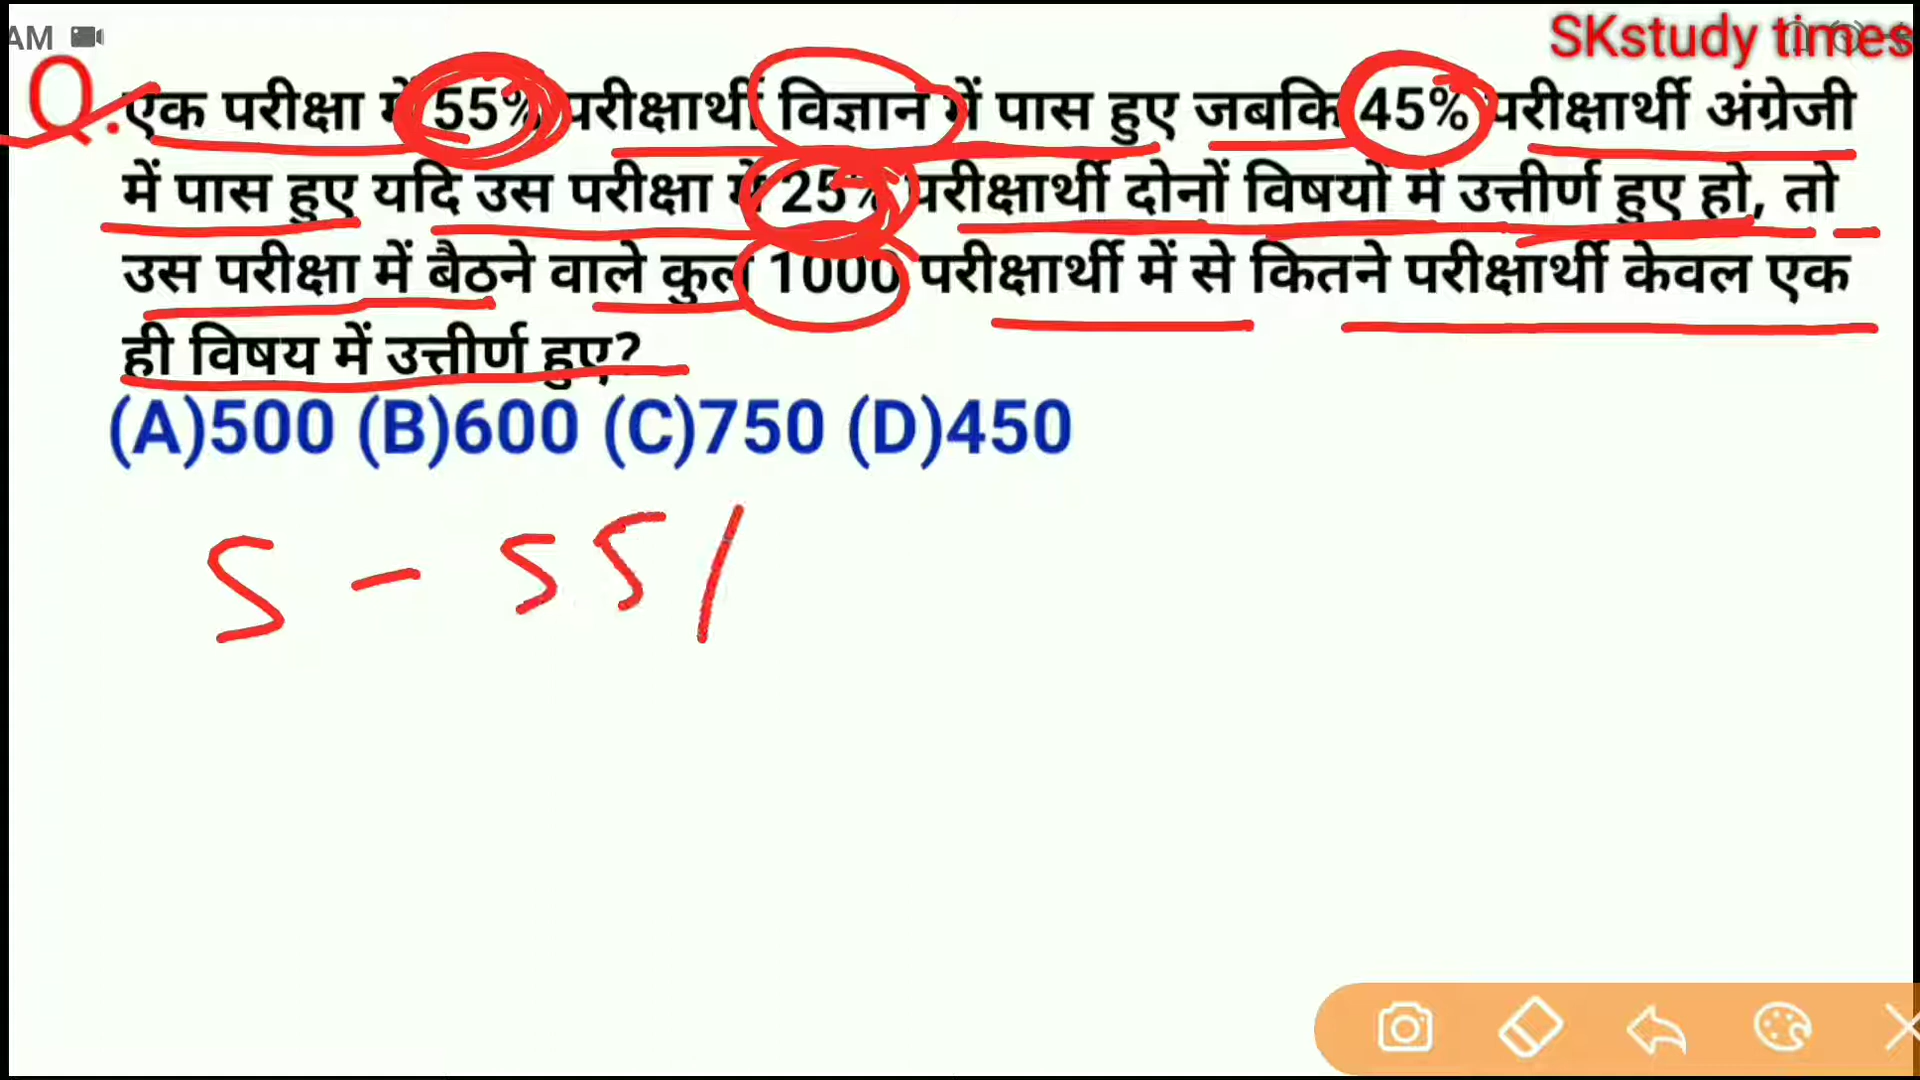 AM
SKstudy times
Q.एक परीक्षा में 55% परीक्षार्थी विज्ञान में पास हुए जबकि 45% परीक्षार्थी अंग्रेजी
में पास हुए यदि उस परीक्षा में 25% परीक्षार्थी दोनों विषयों में उत्तीर्ण हुए हो, तो
उस परीक्षा में बैठने वाले कुल 1000 परीक्षार्थी में से कितने परीक्षार्थी केवल एक
ही विषय में उत्तीर्ण हुए?
(A)500 (B)600 (C)750 (D)450
S - 55/